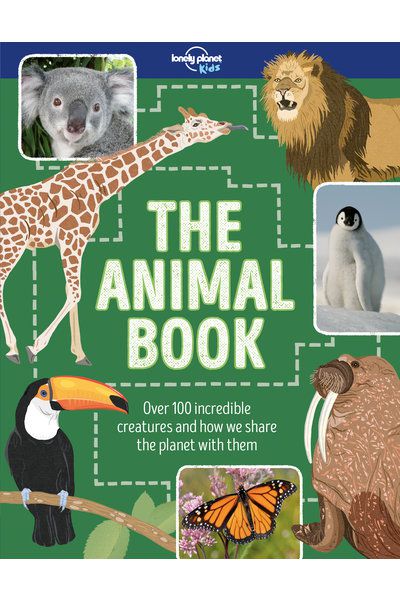 lonely planet
Kids
THE
ANIMAL
BOOK
Over 100 incredible
creatures and how we share
the planet with them